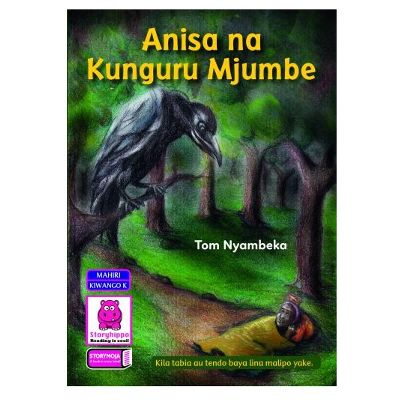 Anisa na
Kunguru Mjumbe
Tom Nyambeka
MAHIRI
KIWANGO K
Storyhippo
Reading is cool!
STORYMOJA
Kila tabia au tendo baya lina malipo yake.